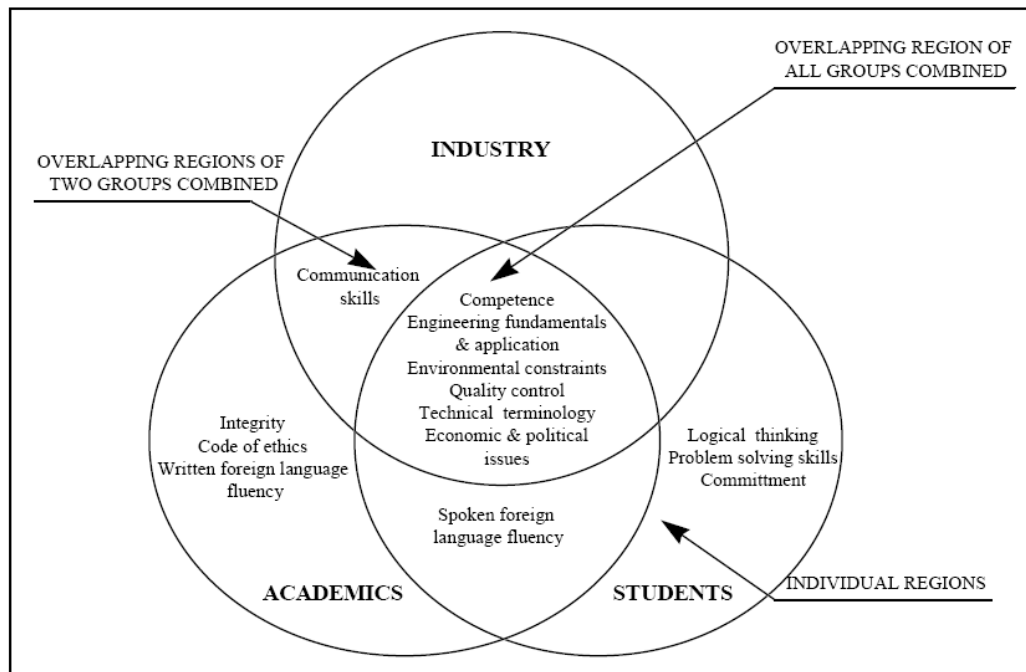 OVERLAPPING REGION OF
ALL GROUPS COMBINED
INDUSTRY
OVERLAPPING REGIONS OF
TWO GROUPS COMBINED
Communication
skills
Competence
Engineering fundamentals
& application
Environmental constraints
Quality control
Technical terminology
Economic & political
issues
Integrity
Code of ethics
Written foreign language
fluency
Logical thinking
Problem solving skills
Committment
Spoken foreign
language fluency
ACADEMICS
STUDENTS
INDIVIDUAL REGIONS